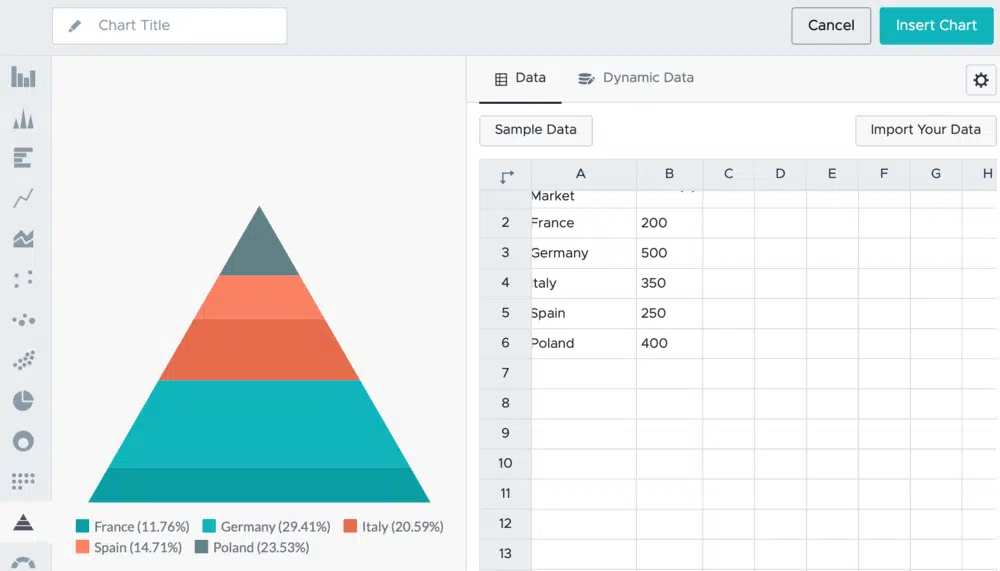 Chart Title
Cancel
Insert Chart
Data
Dynamic Data
Sample Data
Import Your Data
A B C D E F G H
Market
2 France 200
3 Germany 500
4 Italy 350
5 Spain 250
6 Poland 400
7
8
9
10
11
12
13
France (11.76%) Germany (29.41%) Italy (20.59%)
Spain (14.71%) Poland (23.53%)